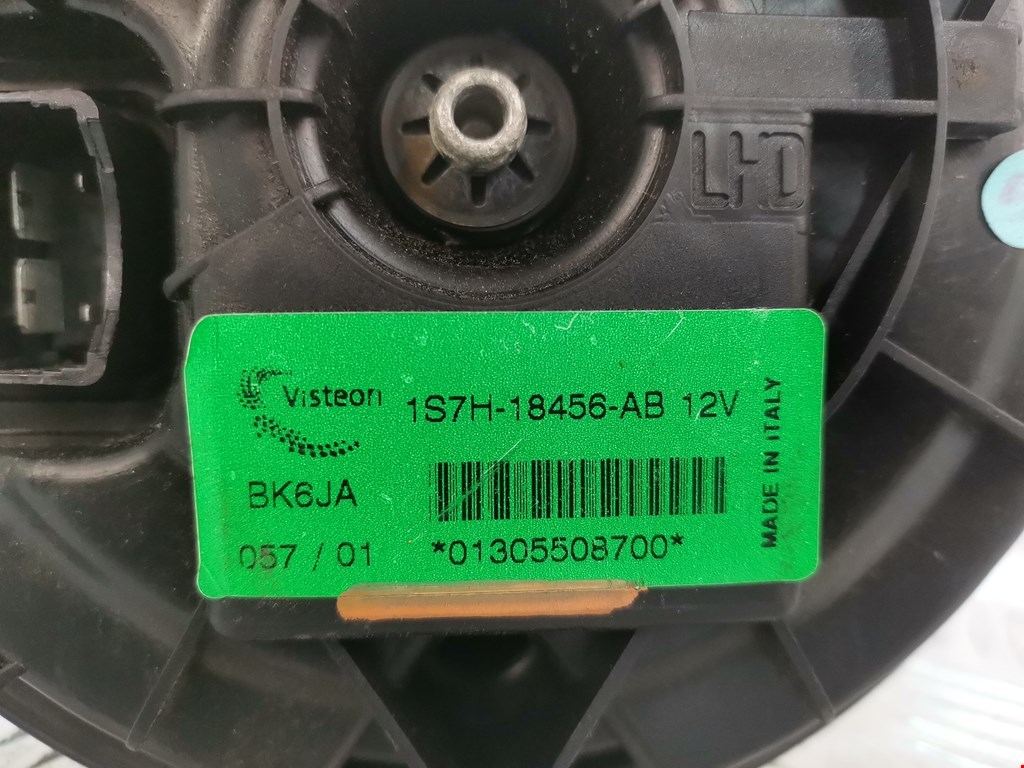 LHD
Visteon 1S7H-18456-AB 12V
BK6JA
057 / 01 *01305508700*
MADE IN ITALY